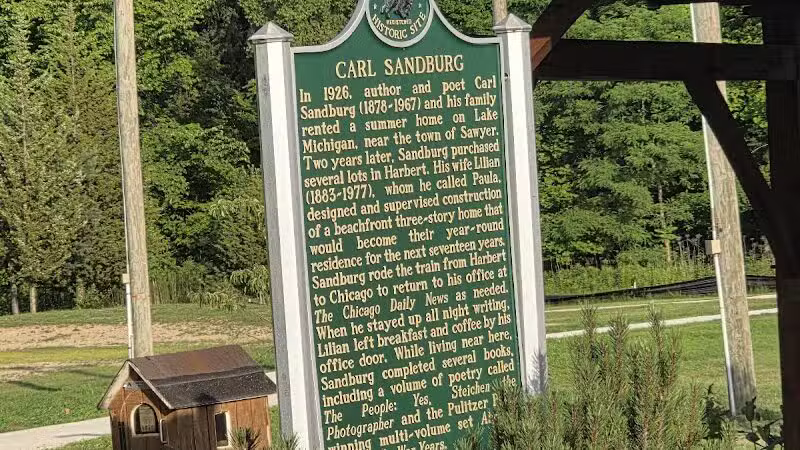 REGISTERED
HISTORIC SITE
CARL SANDBURG
In 1926, author and poet Carl
Sandburg (1878-1967) and his family
rented a summer home on Lake
Michigan, near the town of Sawyer.
Two years later, Sandburg purchased
several lots in Harbert. His wife Lilian
(1883-1977), whom he called Paula,
designed and supervised construction
of a beachfront three-story home that
would become their year-round
residence for the next seventeen years.
Sandburg rode the train from Harbert
to Chicago to return to his office at
The Chicago Daily News as needed.
When he stayed up all night writing,
Lilian left breakfast and coffee by his
office door. While living near here,
Sandburg completed several books,
including a volume of poetry called
The People: Yes, Steichen the
Photographer and the Pulitzer
winning multi-volume set
War Years.